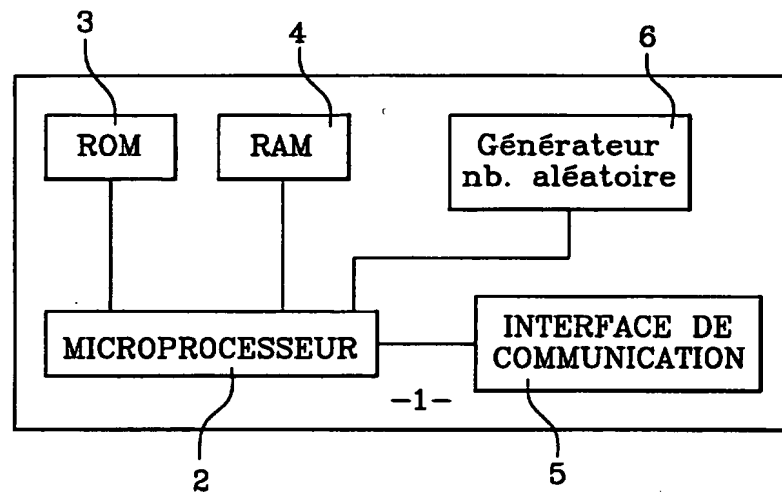 3
4
6
ROM
RAM
Générateur
nb. aléatoire
MICROPROCESSEUR
INTERFACE DE
COMMUNICATION
-1-
2
5